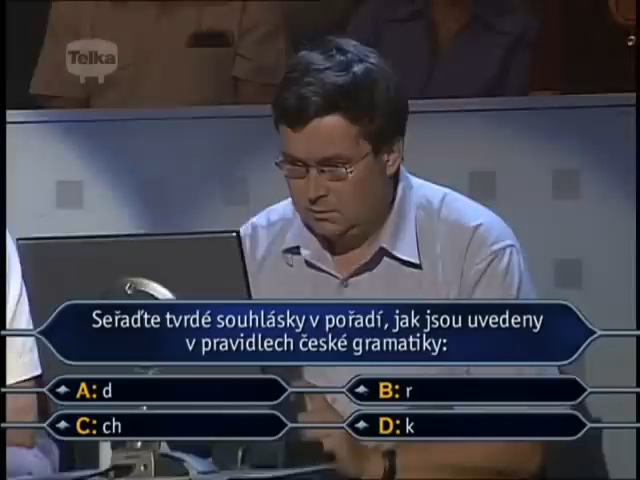 Telka
Seřaďte tvrdé souhlásky v pořadí, jak jsou uvedeny
v pravidlech české gramatiky:
A: d
B: r
C: ch
D: k